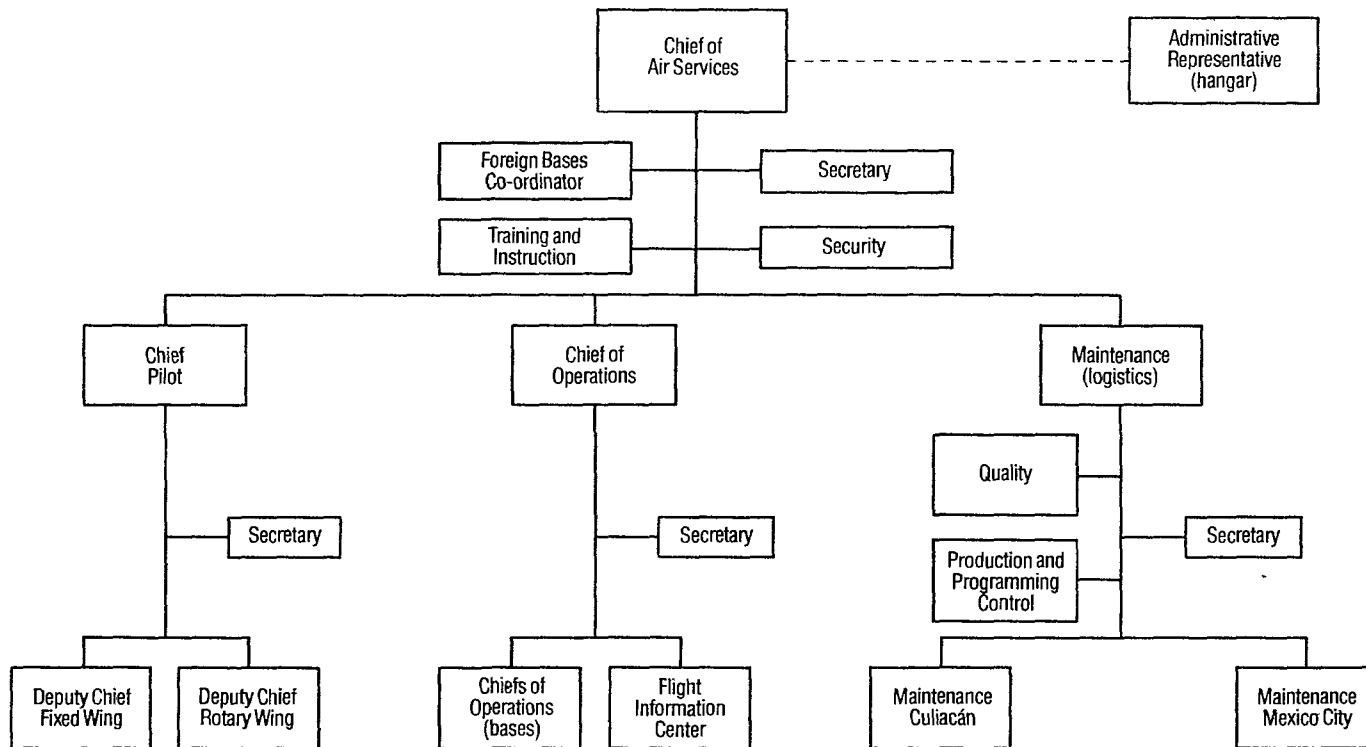 Chief of
Air Services
Administrative
Representative
(hangar)
Foreign Bases
Co-ordinator
Secretary
Training and
Instruction
Security
Chief
Pilot
Chief of
Operations
Maintenance
(logistics)
Quality
Secretary
Secretary
Secretary
Production and
Programming
Control
Deputy Chief
Fixed Wing
Deputy Chief
Rotary Wing
Chiefs of
Operations
(bases)
Flight
Information
Center
Maintenance
Culiacán
Maintenance
Mexico City